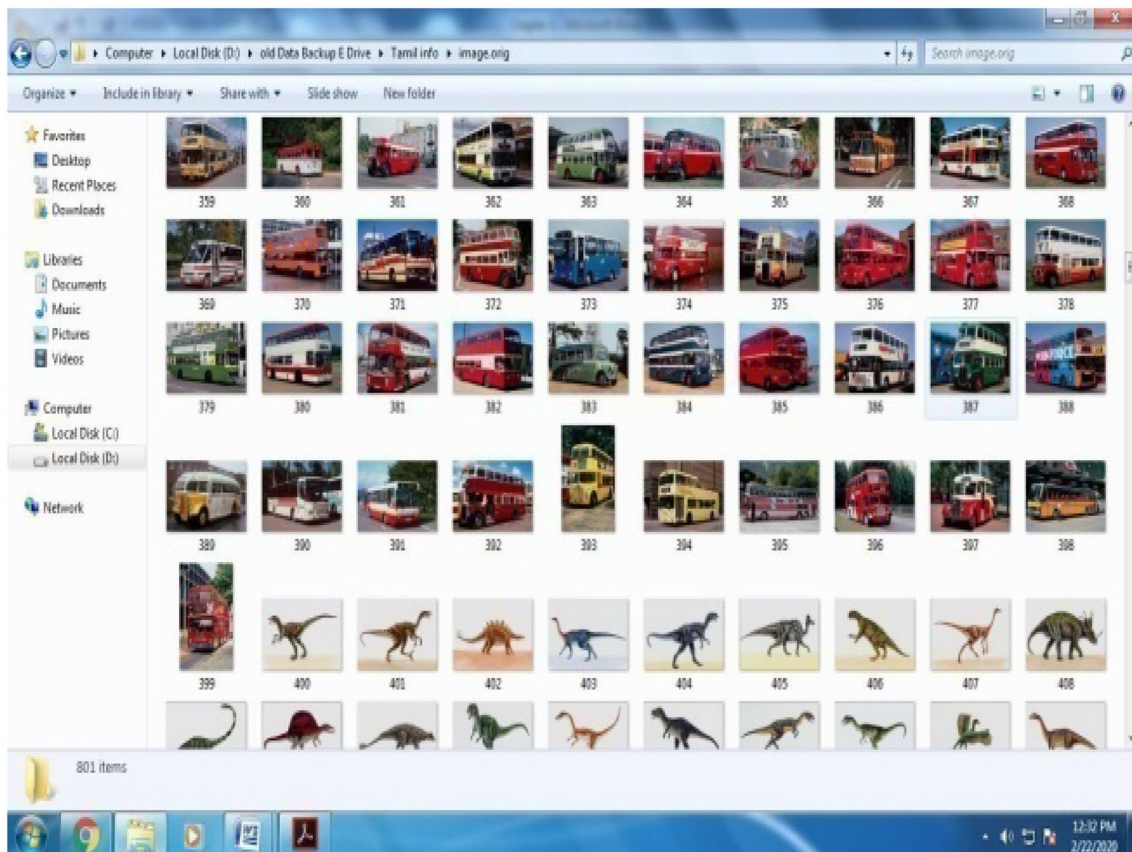 Computer ▸ Local Disk (D:) ▸ old Data Backup E Drive ▸ Tamil info ▸ image.orig
Search image.orig
Organize Include in library Share with Slide show New folder
Favorites
Desktop
Recent Places
Downloads
Libraries
Documents
Music
Pictures
Videos
Computer
Local Disk (C:)
Local Disk (D:)
Network
359 360 361 362 363 364 365 366 367 368
369 370 371 372 373 374 375 376 377 378
379 380 381 382 383 384 385 386 387 388
389 390 391 392 393 394 395 396 397 398
399 400 401 402 403 404 405 406 407 408
801 items
12:32 PM
2/22/2020